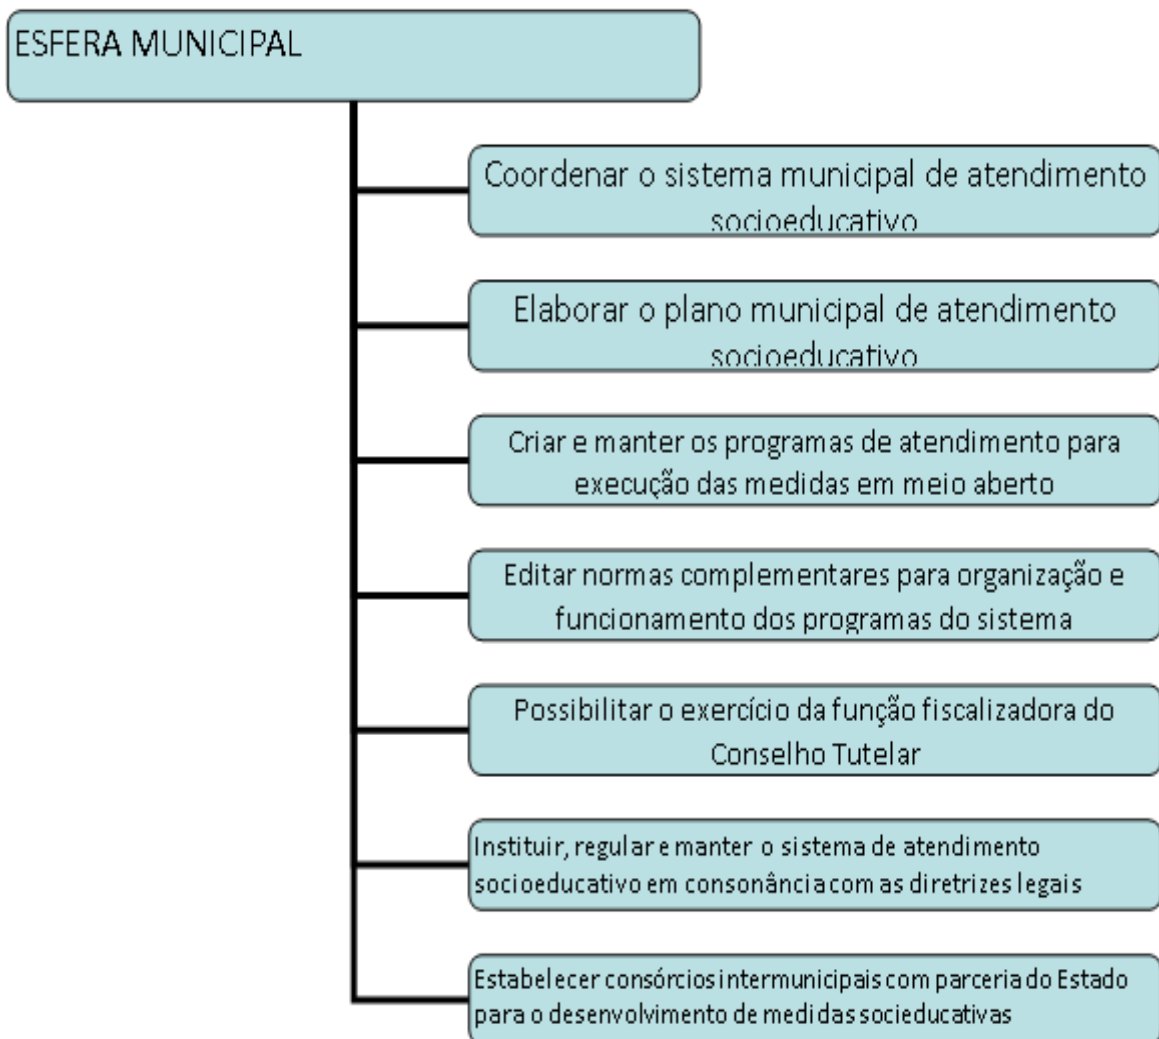 ESFERA MUNICIPAL
Coordenar o sistema municipal de atendimento
socioeducativo
Elaborar o plano municipal de atendimento
socioeducativo
Criar e manter os programas de atendimento para
execução das medidas em meio aberto
Editar normas complementares para organização e
funcionamento dos programas do sistema
Possibilitar o exercício da função fiscalizadora do
Conselho Tutelar
Instituir, regular e manter o sistema de atendimento
socioeducativo em consonância com as diretrizes legais
Estabelecer consórcios intermunicipais com parceria do Estado
para o desenvolvimento de medidas socieducativas